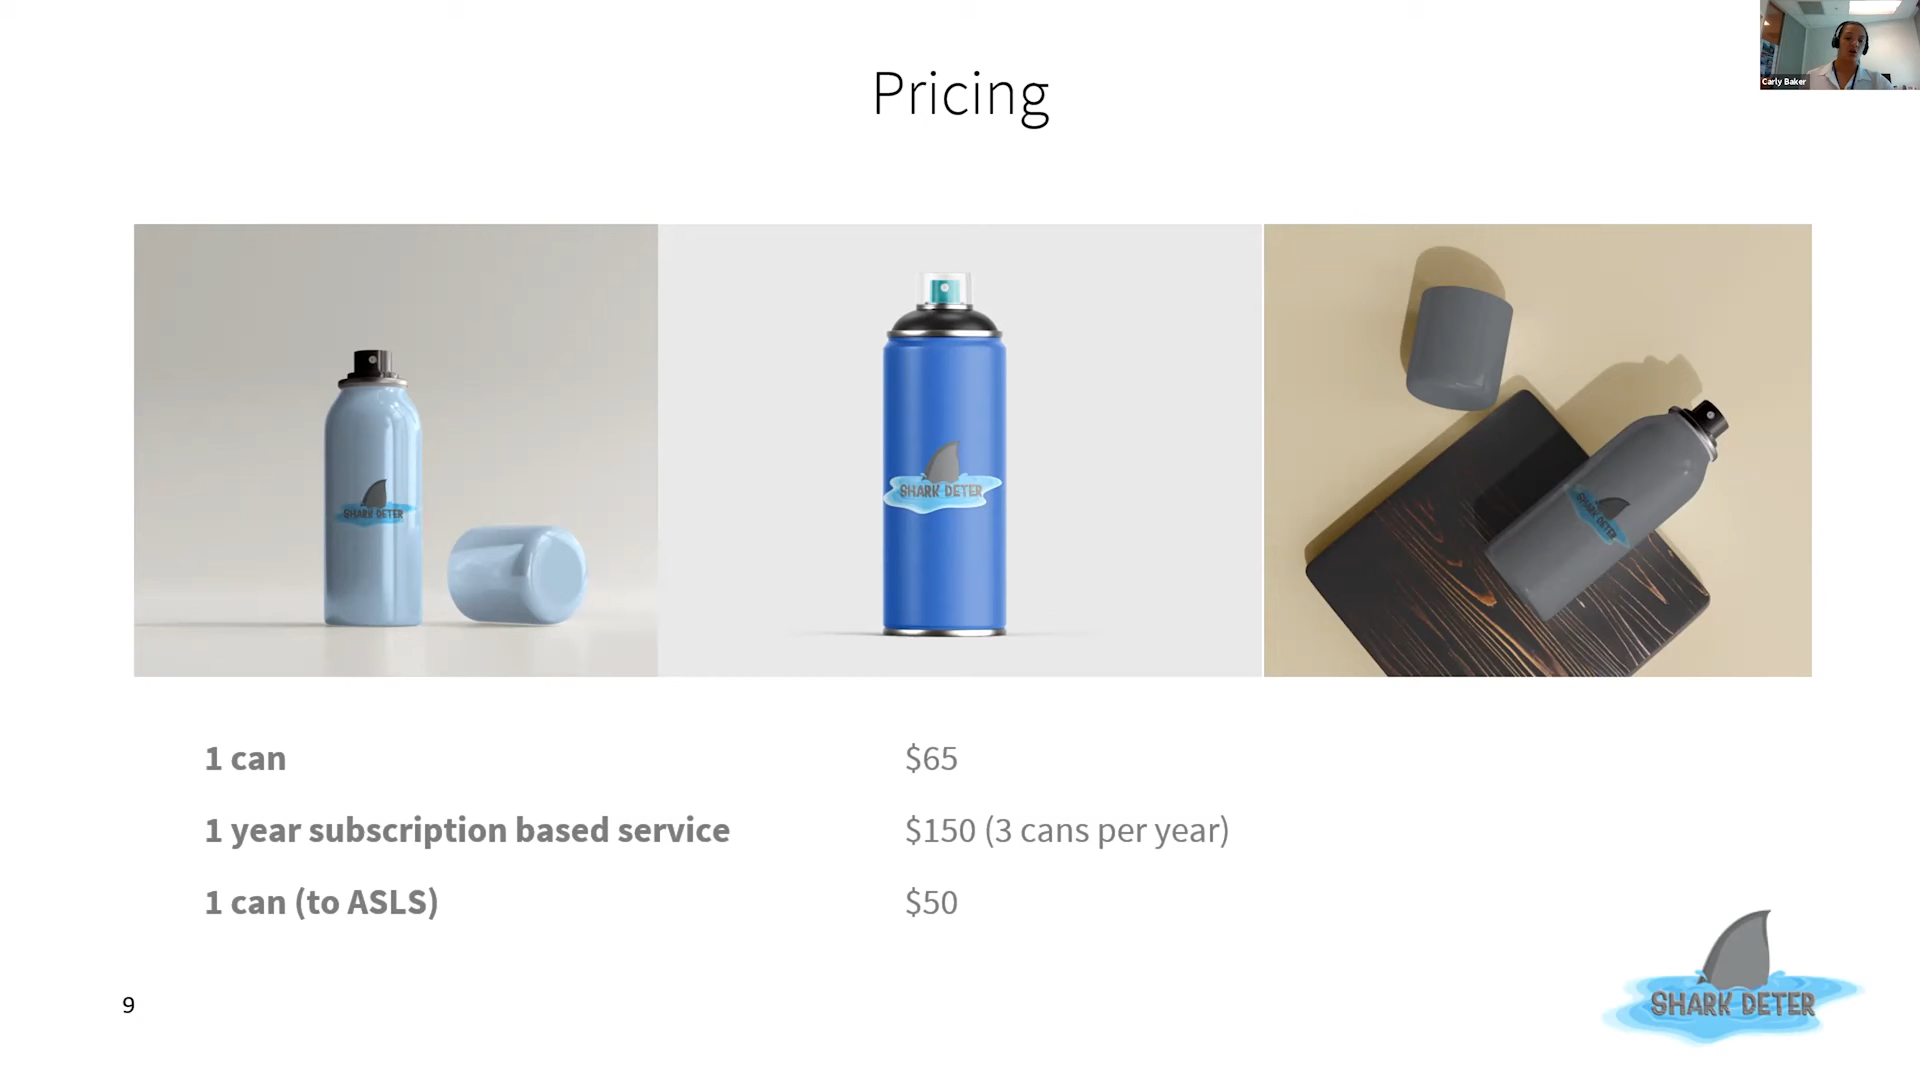 Pricing
Carly Baker
SHARK DETER
SHARK DETER
SHARK DETER
1 can $65
1 year subscription based service $150 (3 cans per year)
1 can (to ASLS) $50
9
SHARK DETER